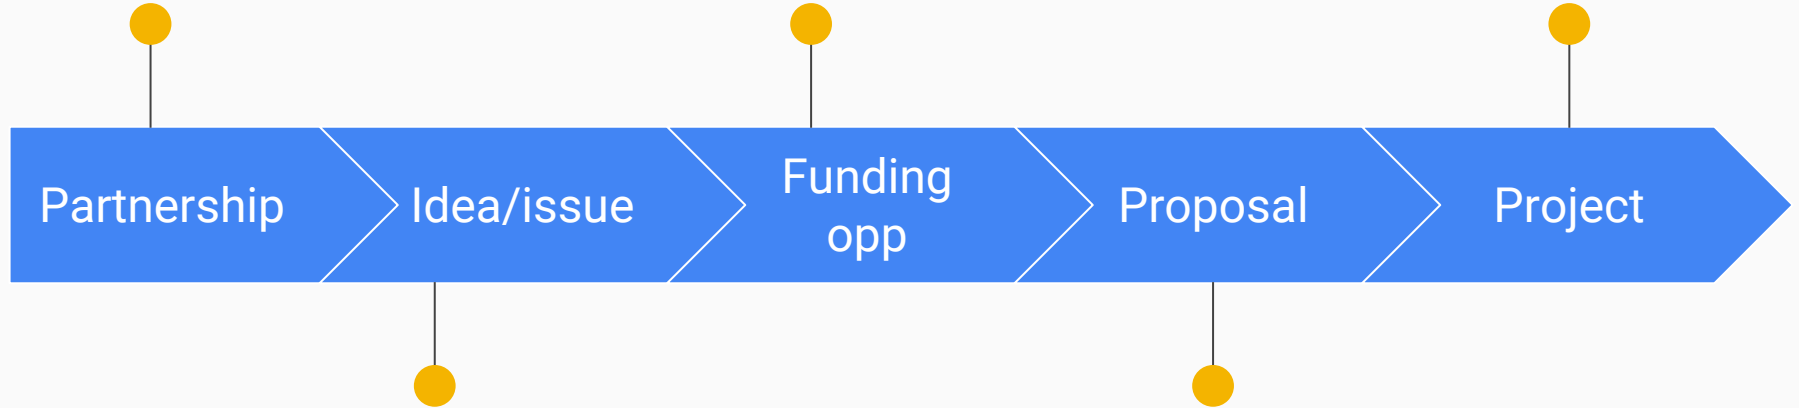 Partnership
Idea/issue
Funding
opp
Proposal
Project